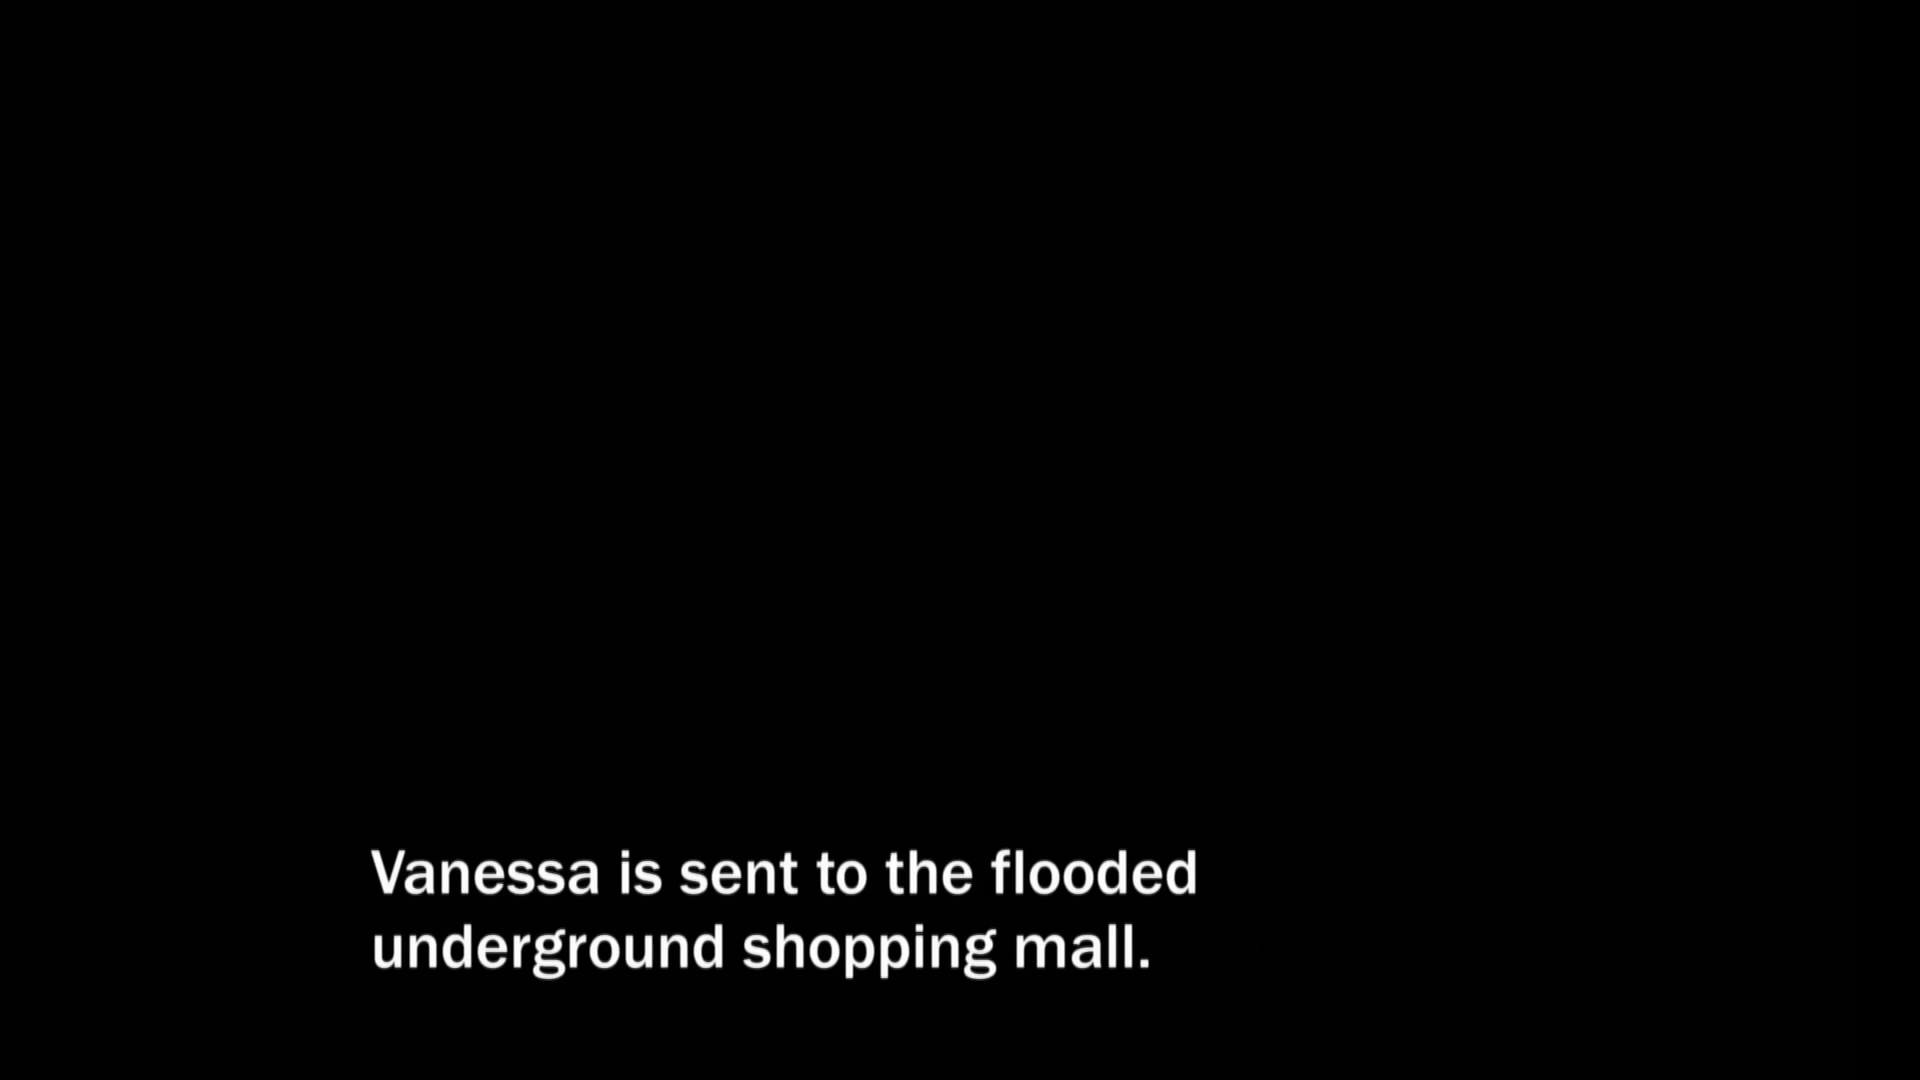 Vanessa is sent to the flooded
underground shopping mall.